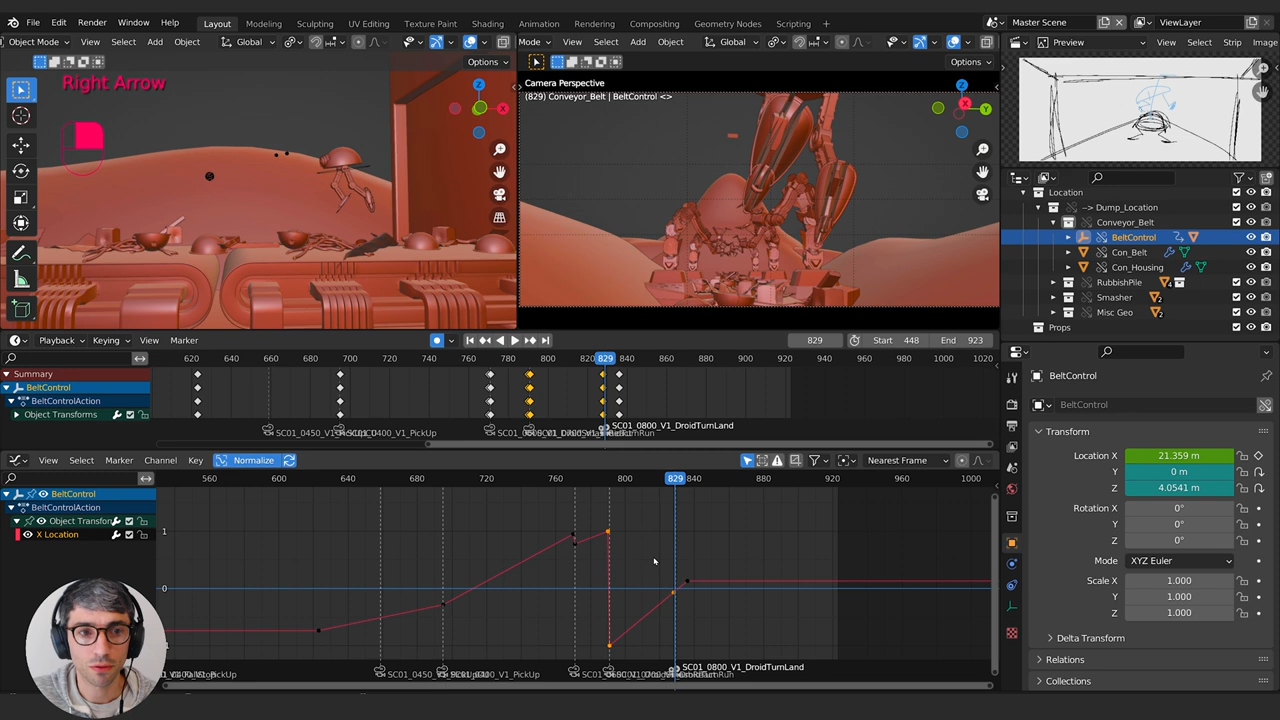 File Edit Render Window Help Layout Modeling Sculpting UV Editing Texture Paint Shading Animation Rendering Compositing Geometry Nodes Scripting + Master Scene ViewLayer
Object Mode View Select Add Object Global
Mode View Select Add Object Global
Preview View Select Strip Image
Options
Options
Right Arrow
Z
X
Camera Perspective
(829) Conveyor_Belt | BeltControl <>
Z
X
Y
Location
--> Dump_Location
Conveyor_Belt
BeltControl
Con_Belt
Con_Housing
RubbishPile
4
Smasher
2
Misc Geo
2
Props
Playback Keying View Marker 829 Start 448 End 923
620 640 660 680 700 720 740 760 780 800 820 829 840 860 880 900 920 940 960 980 1000 1020
Summary
BeltControl
BeltControlAction
Object Transforms
SC01_0800_V1_DroidTurnLand
View Select Marker Channel Key Normalize Nearest Frame
560 600 640 680 720 760 800 829 840 880 920 960 1000
BeltControl
BeltControlAction
Object Transforn
X Location
1
0
SC01_0800_V1_DroidTurnLand
BeltControl
BeltControl
Transform
Location X 21.359 m
Y 0 m
Z 4.0541 m
Rotation X 0°
Y 0°
Z 0°
Mode XYZ Euler
Scale X 1.000
Y 1.000
Z 1.000
Delta Transform
Relations
Collections